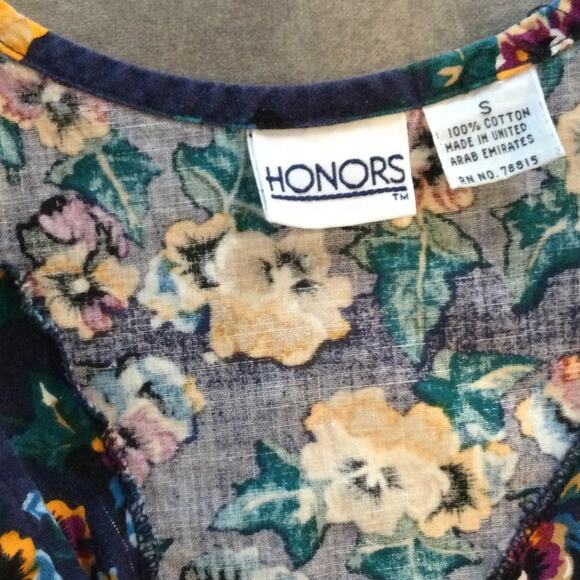 HONORS
TM
S
100% COTTON
MADE IN UNITED
ARAB EMIRATES
RN NO. 78815